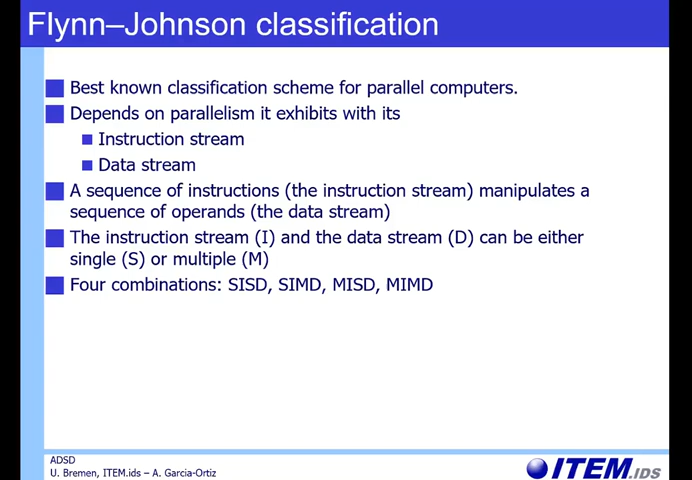 Flynn–Johnson classification
Best known classification scheme for parallel computers.
Depends on parallelism it exhibits with its
Instruction stream
Data stream
A sequence of instructions (the instruction stream) manipulates a
sequence of operands (the data stream)
The instruction stream (I) and the data stream (D) can be either
single (S) or multiple (M)
Four combinations: SISD, SIMD, MISD, MIMD
ADSD
U. Bremen, ITEM.ids – A. Garcia-Ortiz
ITEM.IDS